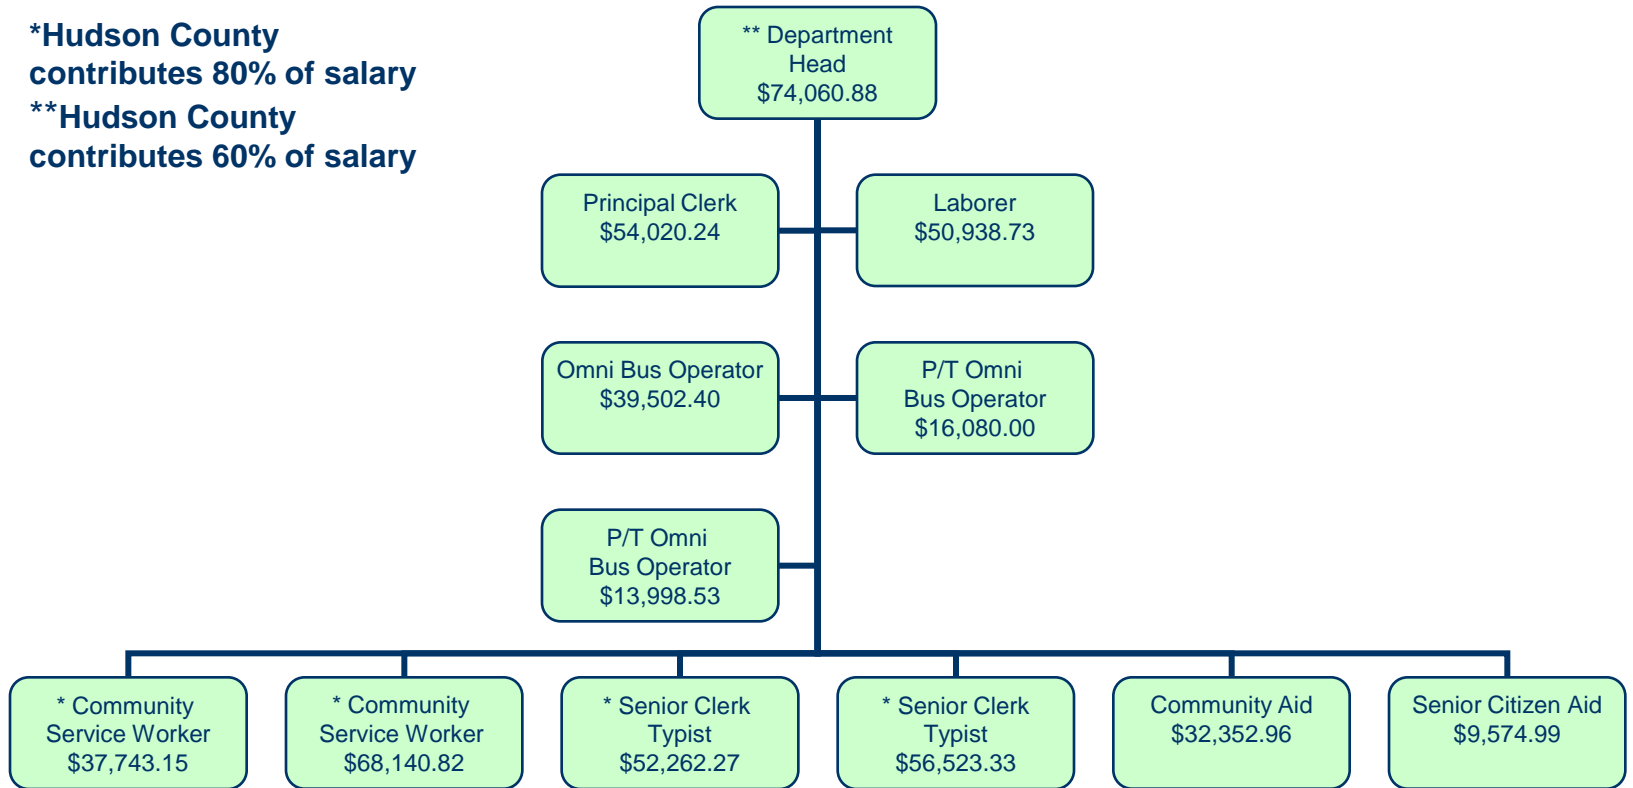 *Hudson County
contributes 80% of salary
**Hudson County
contributes 60% of salary
** Department
Head
$74,060.88
Principal Clerk
$54,020.24
Laborer
$50,938.73
Omni Bus Operator
$39,502.40
P/T Omni
Bus Operator
$16,080.00
P/T Omni
Bus Operator
$13,998.53
* Community
Service Worker
$37,743.15
* Community
Service Worker
$68,140.82
* Senior Clerk
Typist
$52,262.27
* Senior Clerk
Typist
$56,523.33
Community Aid
$32,352.96
Senior Citizen Aid
$9,574.99